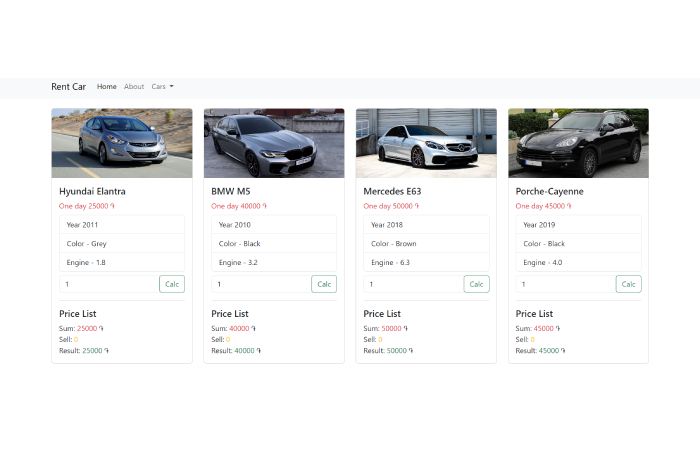 Rent Car Home About Cars
Hyundai Elantra
One day 25000 ֏
Year 2011
Color - Grey
Engine - 1.8
1 Calc
Price List
Sum: 25000 ֏
Sell: 0
Result: 25000 ֏
BMW M5
One day 40000 ֏
Year 2010
Color - Black
Engine - 3.2
1 Calc
Price List
Sum: 40000 ֏
Sell: 0
Result: 40000 ֏
Mercedes E63
One day 50000 ֏
Year 2018
Color - Brown
Engine - 6.3
1 Calc
Price List
Sum: 50000 ֏
Sell: 0
Result: 50000 ֏
Porche-Cayenne
One day 45000 ֏
Year 2019
Color - Black
Engine - 4.0
1 Calc
Price List
Sum: 45000 ֏
Sell: 0
Result: 45000 ֏